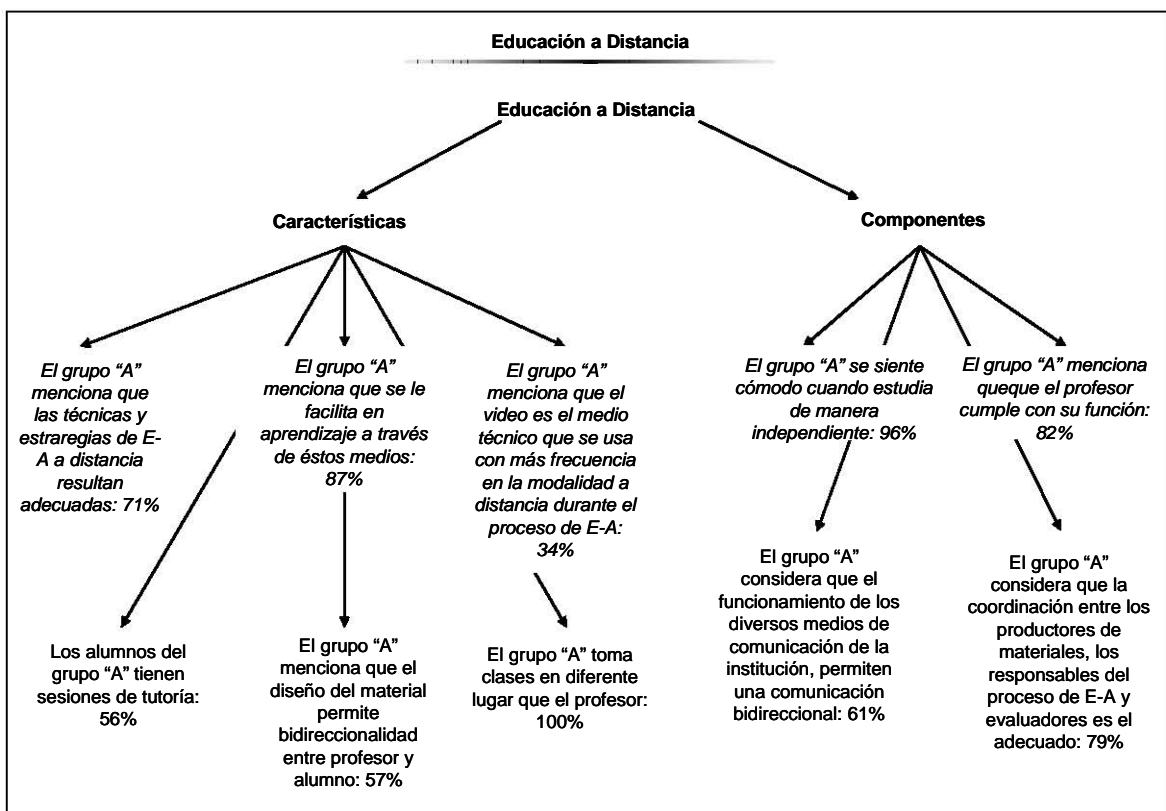 Educación a Distancia
Educación a Distancia
Características
Componentes
El grupo “A”
menciona que
las técnicas y
estraregias de E-
A a distancia
resultan
adecuadas: 71%
El grupo “A”
menciona que se le
facilita en
aprendizaje a través
de éstos medios:
87%
El grupo “A”
menciona que el
video es el medio
técnico que se usa
con más frecuencia
en la modalidad a
distancia durante el
proceso de E-A:
34%
El grupo “A” se siente
cómodo cuando estudia
de manera
independiente: 96%
El grupo “A” menciona
queque el profesor
cumple con su función:
82%
Los alumnos del
grupo “A” tienen
sesiones de tutoría:
56%
El grupo “A”
menciona que el
diseño del material
permite
bidireccionalidad
entre profesor y
alumno: 57%
El grupo “A” toma
clases en diferente
lugar que el profesor:
100%
El grupo “A”
considera que el
funcionamiento de los
diversos medios de
comunicación de la
institución, permiten
una comunicación
bidireccional: 61%
El grupo “A”
considera que la
coordinación entre los
productores de
materiales, los
responsables del
proceso de E-A y
evaluadores es el
adecuado: 79%